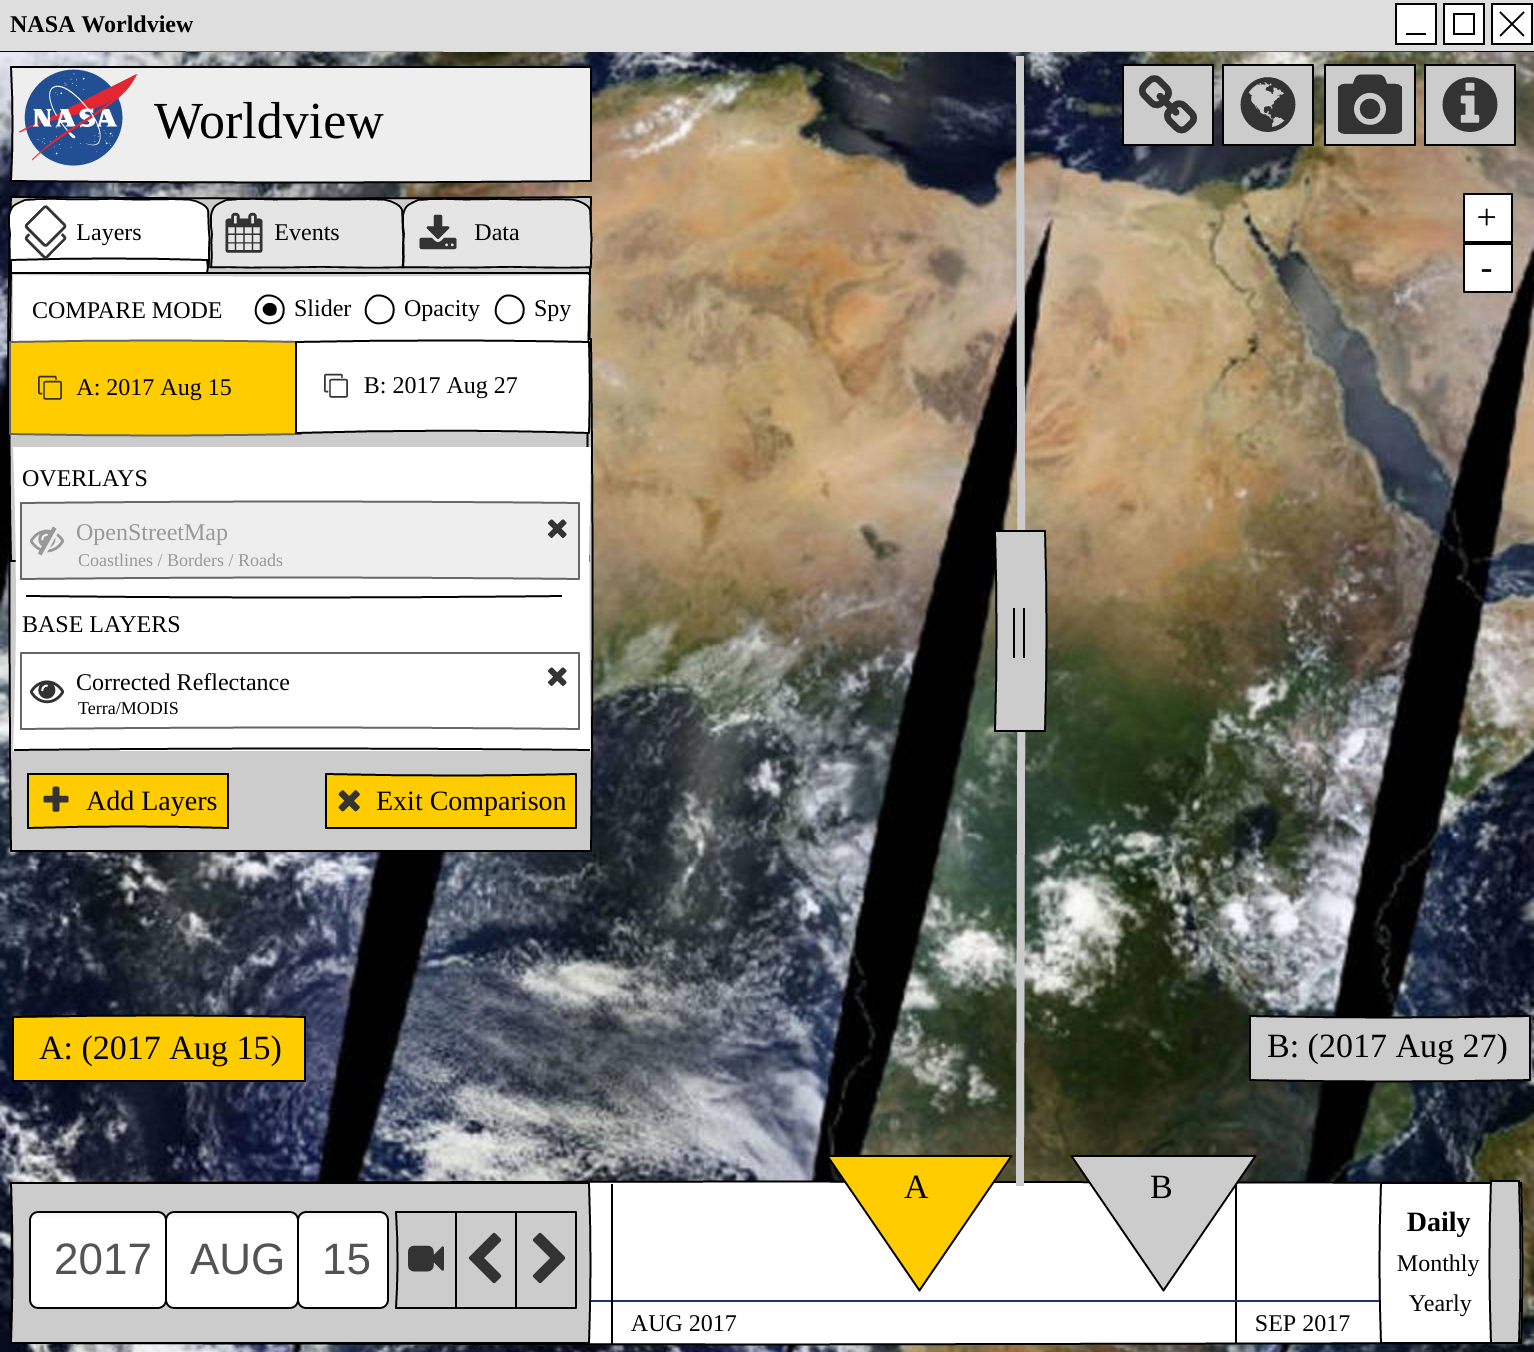 NASA Worldview
NASA
Worldview
Layers
Events
Data
COMPARE MODE
Slider
Opacity
Spy
A: 2017 Aug 15
B: 2017 Aug 27
OVERLAYS
OpenStreetMap
Coastlines / Borders / Roads
BASE LAYERS
Corrected Reflectance
Terra/MODIS
Add Layers
Exit Comparison
+
-
A: (2017 Aug 15)
B: (2017 Aug 27)
A
B
2017
AUG
15
AUG 2017
SEP 2017
Daily
Monthly
Yearly